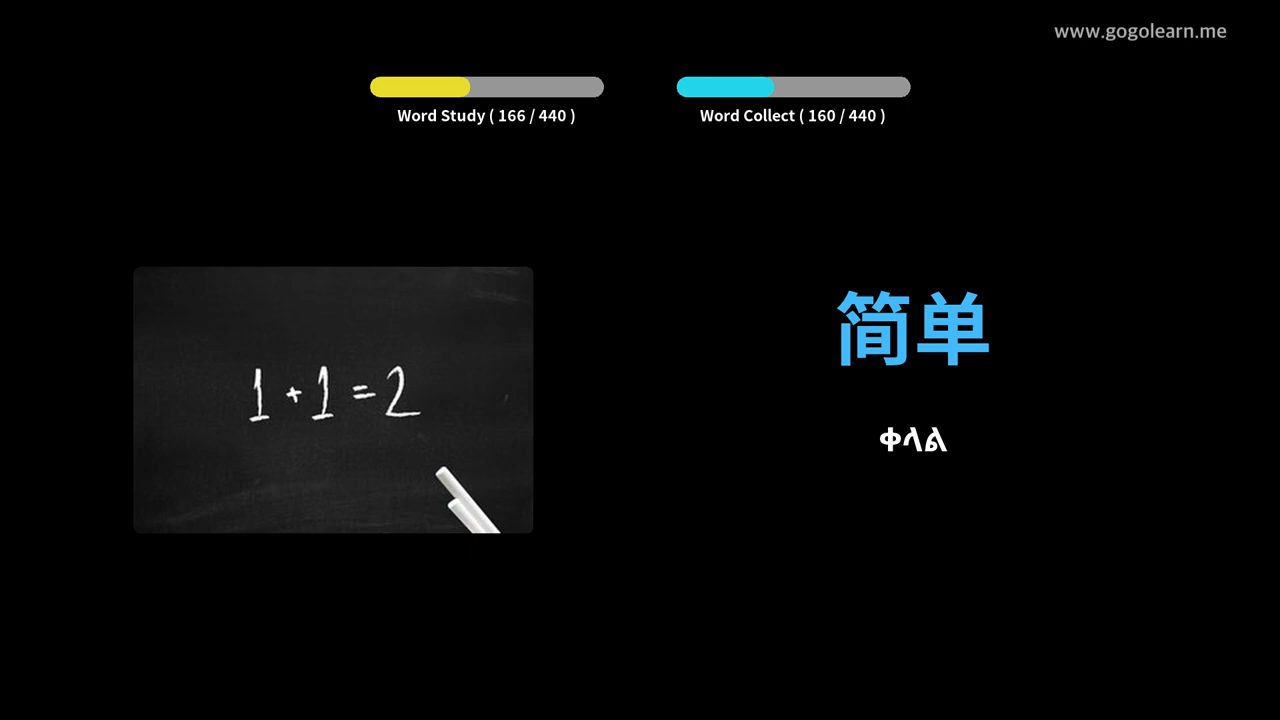 www.gogolearn.me
Word Study ( 166 / 440 )
Word Collect ( 160 / 440 )
1 + 1 = 2
简单
ቀላል